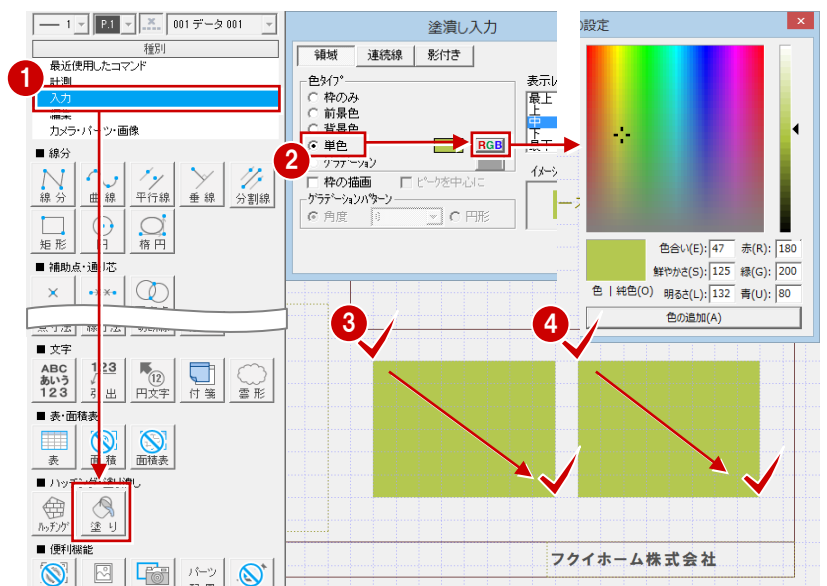 1 P.1 001 データ 001
種別
最近使用したコマンド
計測
入力
編集
カメラ・パーツ・画像
■ 線分
線 分 曲 線 平行線 垂 線 分割線
矩 形 円 楕 円
■ 補助点・通り芯
■ 文字
ABC あいう 123 123 12
引 出 円文字 付 箋 雲 形
■ 表・面積表
表 面 積 面積表
■ ハッチング・塗り潰し
ハッチング 塗 り
■ 便利機能
パーツ
1
2
3
4
塗潰し入力
領域 連続線 影付き
色タイプ
枠のみ
前景色
背景色
単色
RGB
グラデーション
枠の描画 ピークを中心に
グラデーションパターン
角度 0 円形
表示レ
最上
上
中
下
最下
イメージ
の設定
色合い(E): 47 赤(R): 180
鮮やかさ(S): 125 緑(G): 200
色 | 純色(O) 明るさ(L): 132 青(U): 80
色の追加(A)
フクイホーム株式会社